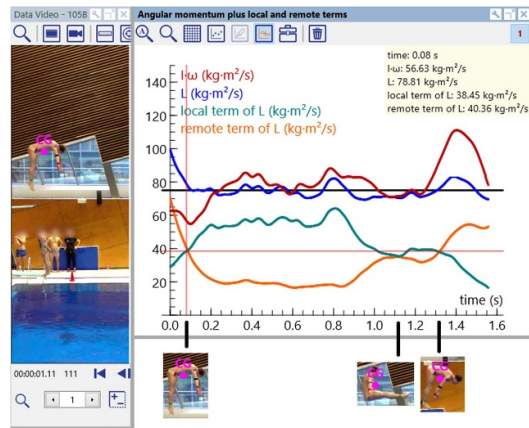 Data Video - 105B
Angular momentum plus local and remote terms
1
time: 0.08 s
I·ω: 56.63 kg·m²/s
L: 78.81 kg·m²/s
local term of L: 38.45 kg·m²/s
remote term of L: 40.36 kg·m²/s
I·ω (kg·m²/s)
L (kg·m²/s)
local term of L (kg·m²/s)
remote term of L (kg·m²/s)
140
120
100
80
60
40
20
time (s)
0.0 0.2 0.4 0.6 0.8 1.0 1.2 1.4 1.6
CG
00:00:01.11 111
1